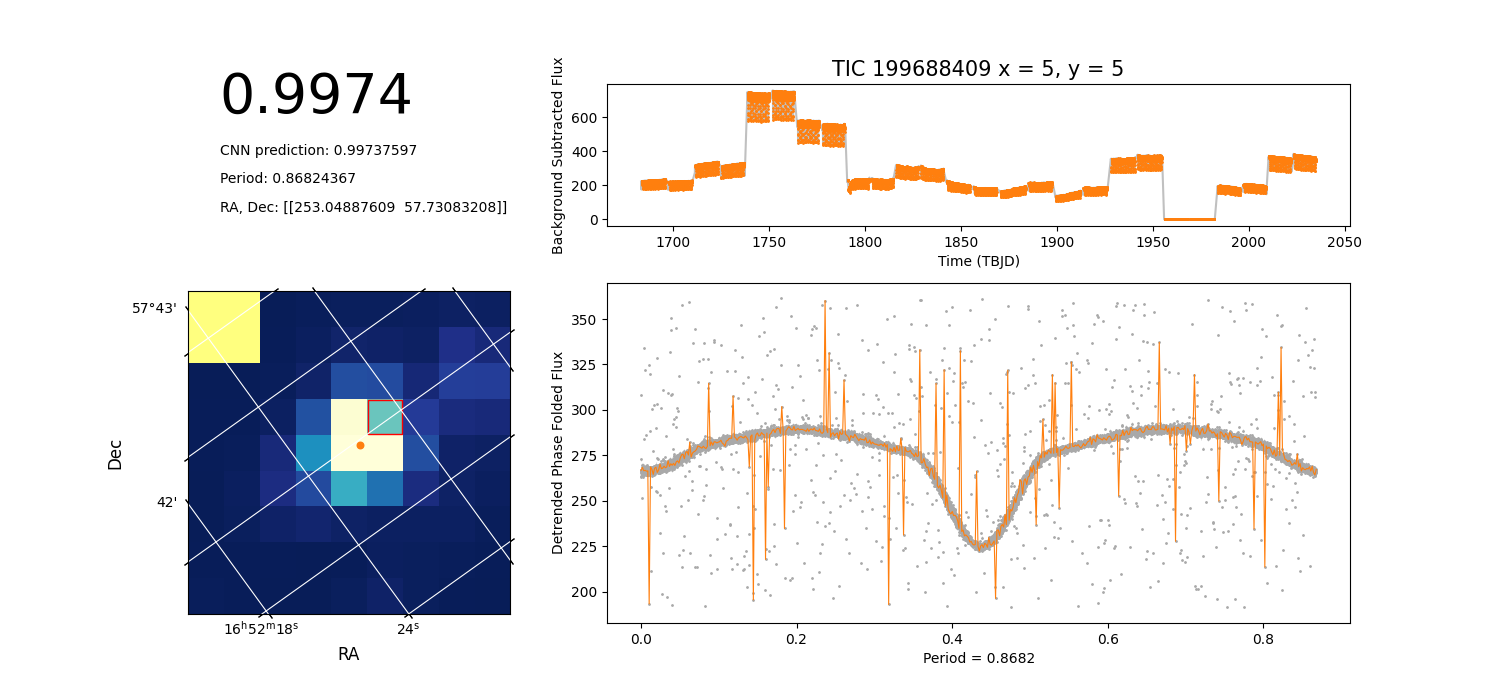 0.9974
CNN prediction: 0.99737597
Period: 0.86824367
RA, Dec: [[253.04887609  57.73083208]]
TIC 199688409 x = 5, y = 5
Background Subtracted Flux
600
400
200
0
1700 1750 1800 1850 1900 1950 2000 2050
Time (TBJD)
57°43'
42'
Dec
16h52m18s 24s
RA
Detrended Phase Folded Flux
350
325
300
275
250
225
200
0.0 0.2 0.4 0.6 0.8
Period = 0.8682